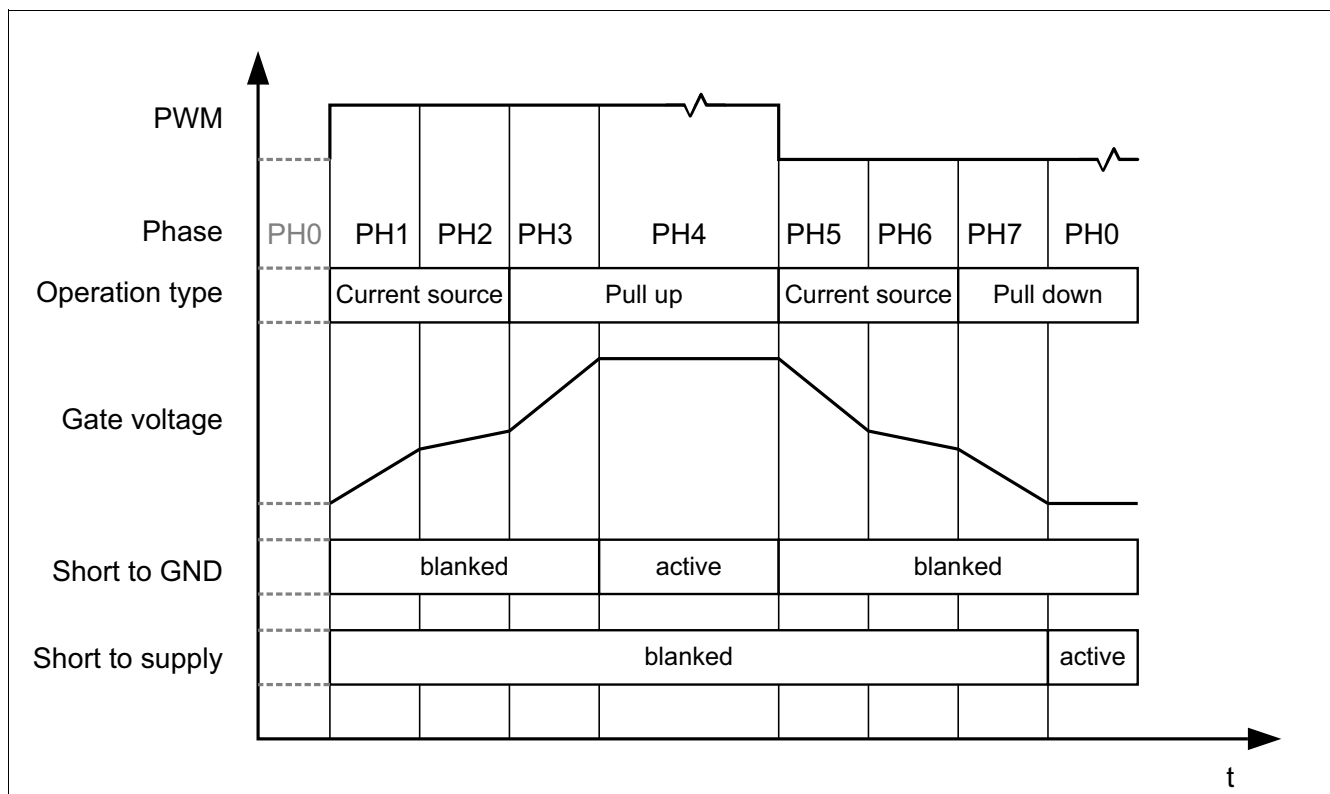 PWM
Phase PH0 PH1 PH2 PH3 PH4 PH5 PH6 PH7 PH0
Operation type Current source Pull up Current source Pull down
Gate voltage
Short to GND blanked active blanked
Short to supply blanked active
t